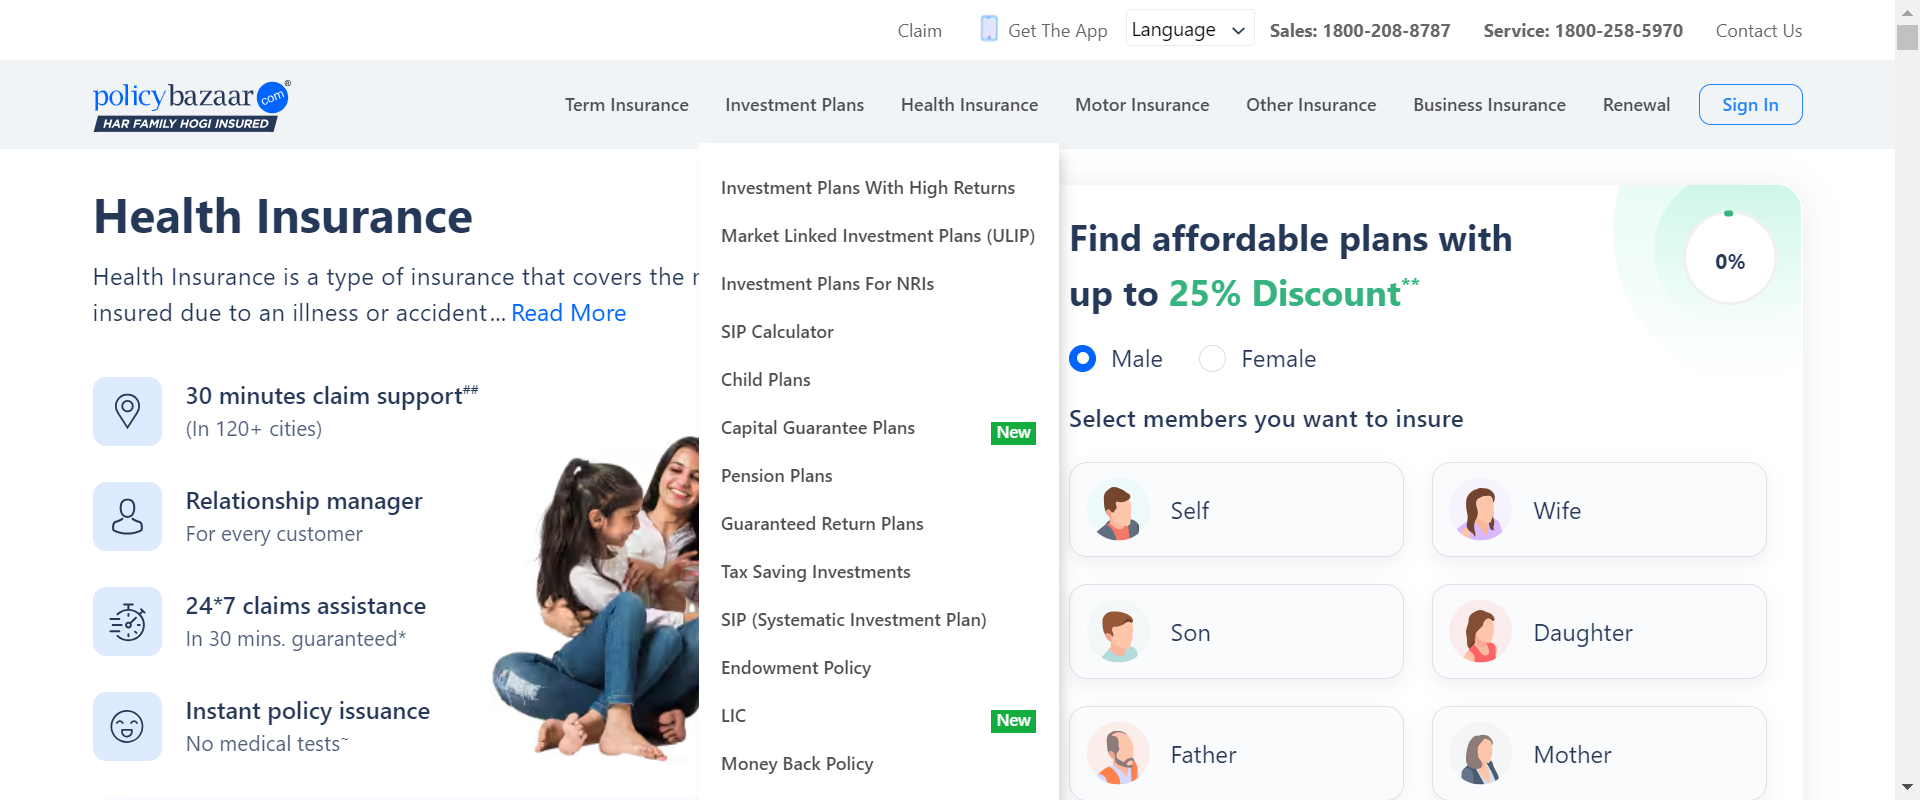 Claim
Get The App
Language
Sales: 1800-208-8787
Service: 1800-258-5970
Contact Us
policybazaar.com®
HAR FAMILY HOGI INSURED
Term Insurance
Investment Plans
Health Insurance
Motor Insurance
Other Insurance
Business Insurance
Renewal
Sign In
Health Insurance
Health Insurance is a type of insurance that covers the
insured due to an illness or accident... Read More
30 minutes claim support##
(In 120+ cities)
Relationship manager
For every customer
24*7 claims assistance
In 30 mins. guaranteed*
Instant policy issuance
No medical tests~
Investment Plans With High Returns
Market Linked Investment Plans (ULIP)
Investment Plans For NRIs
SIP Calculator
Child Plans
Capital Guarantee Plans New
Pension Plans
Guaranteed Return Plans
Tax Saving Investments
SIP (Systematic Investment Plan)
Endowment Policy
LIC New
Money Back Policy
Find affordable plans with
up to 25% Discount**
0%
Male
Female
Select members you want to insure
Self
Wife
Son
Daughter
Father
Mother